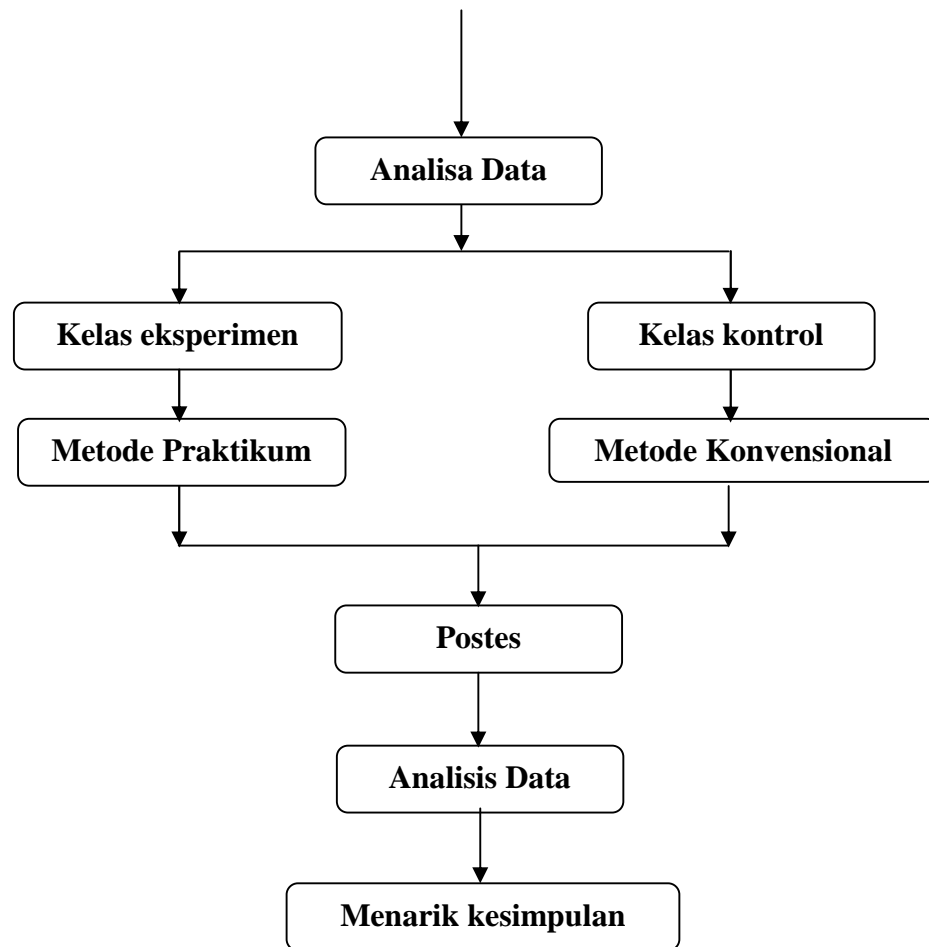 Analisa Data
Kelas eksperimen
Kelas kontrol
Metode Praktikum
Metode Konvensional
Postes
Analisis Data
Menarik kesimpulan